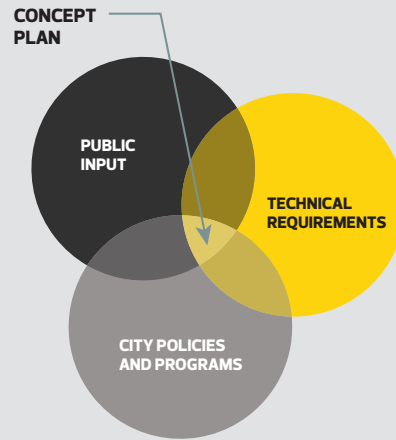 CONCEPT
PLAN
PUBLIC
INPUT
TECHNICAL
REQUIREMENTS
CITY POLICIES
AND PROGRAMS